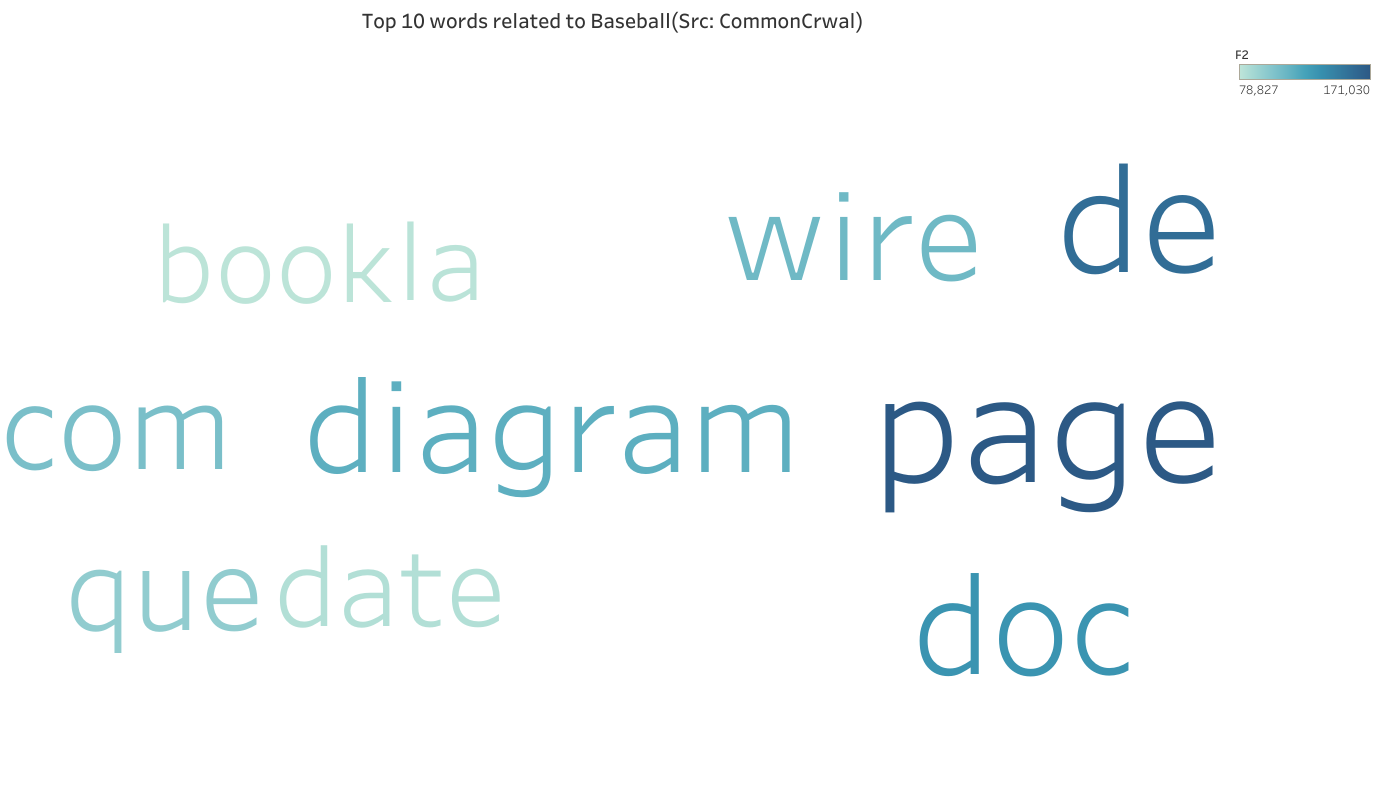 Top 10 words related to Baseball(Src: CommonCrwal)
F2
78,827 171,030
bookla wire de
com diagram page
que date
doc